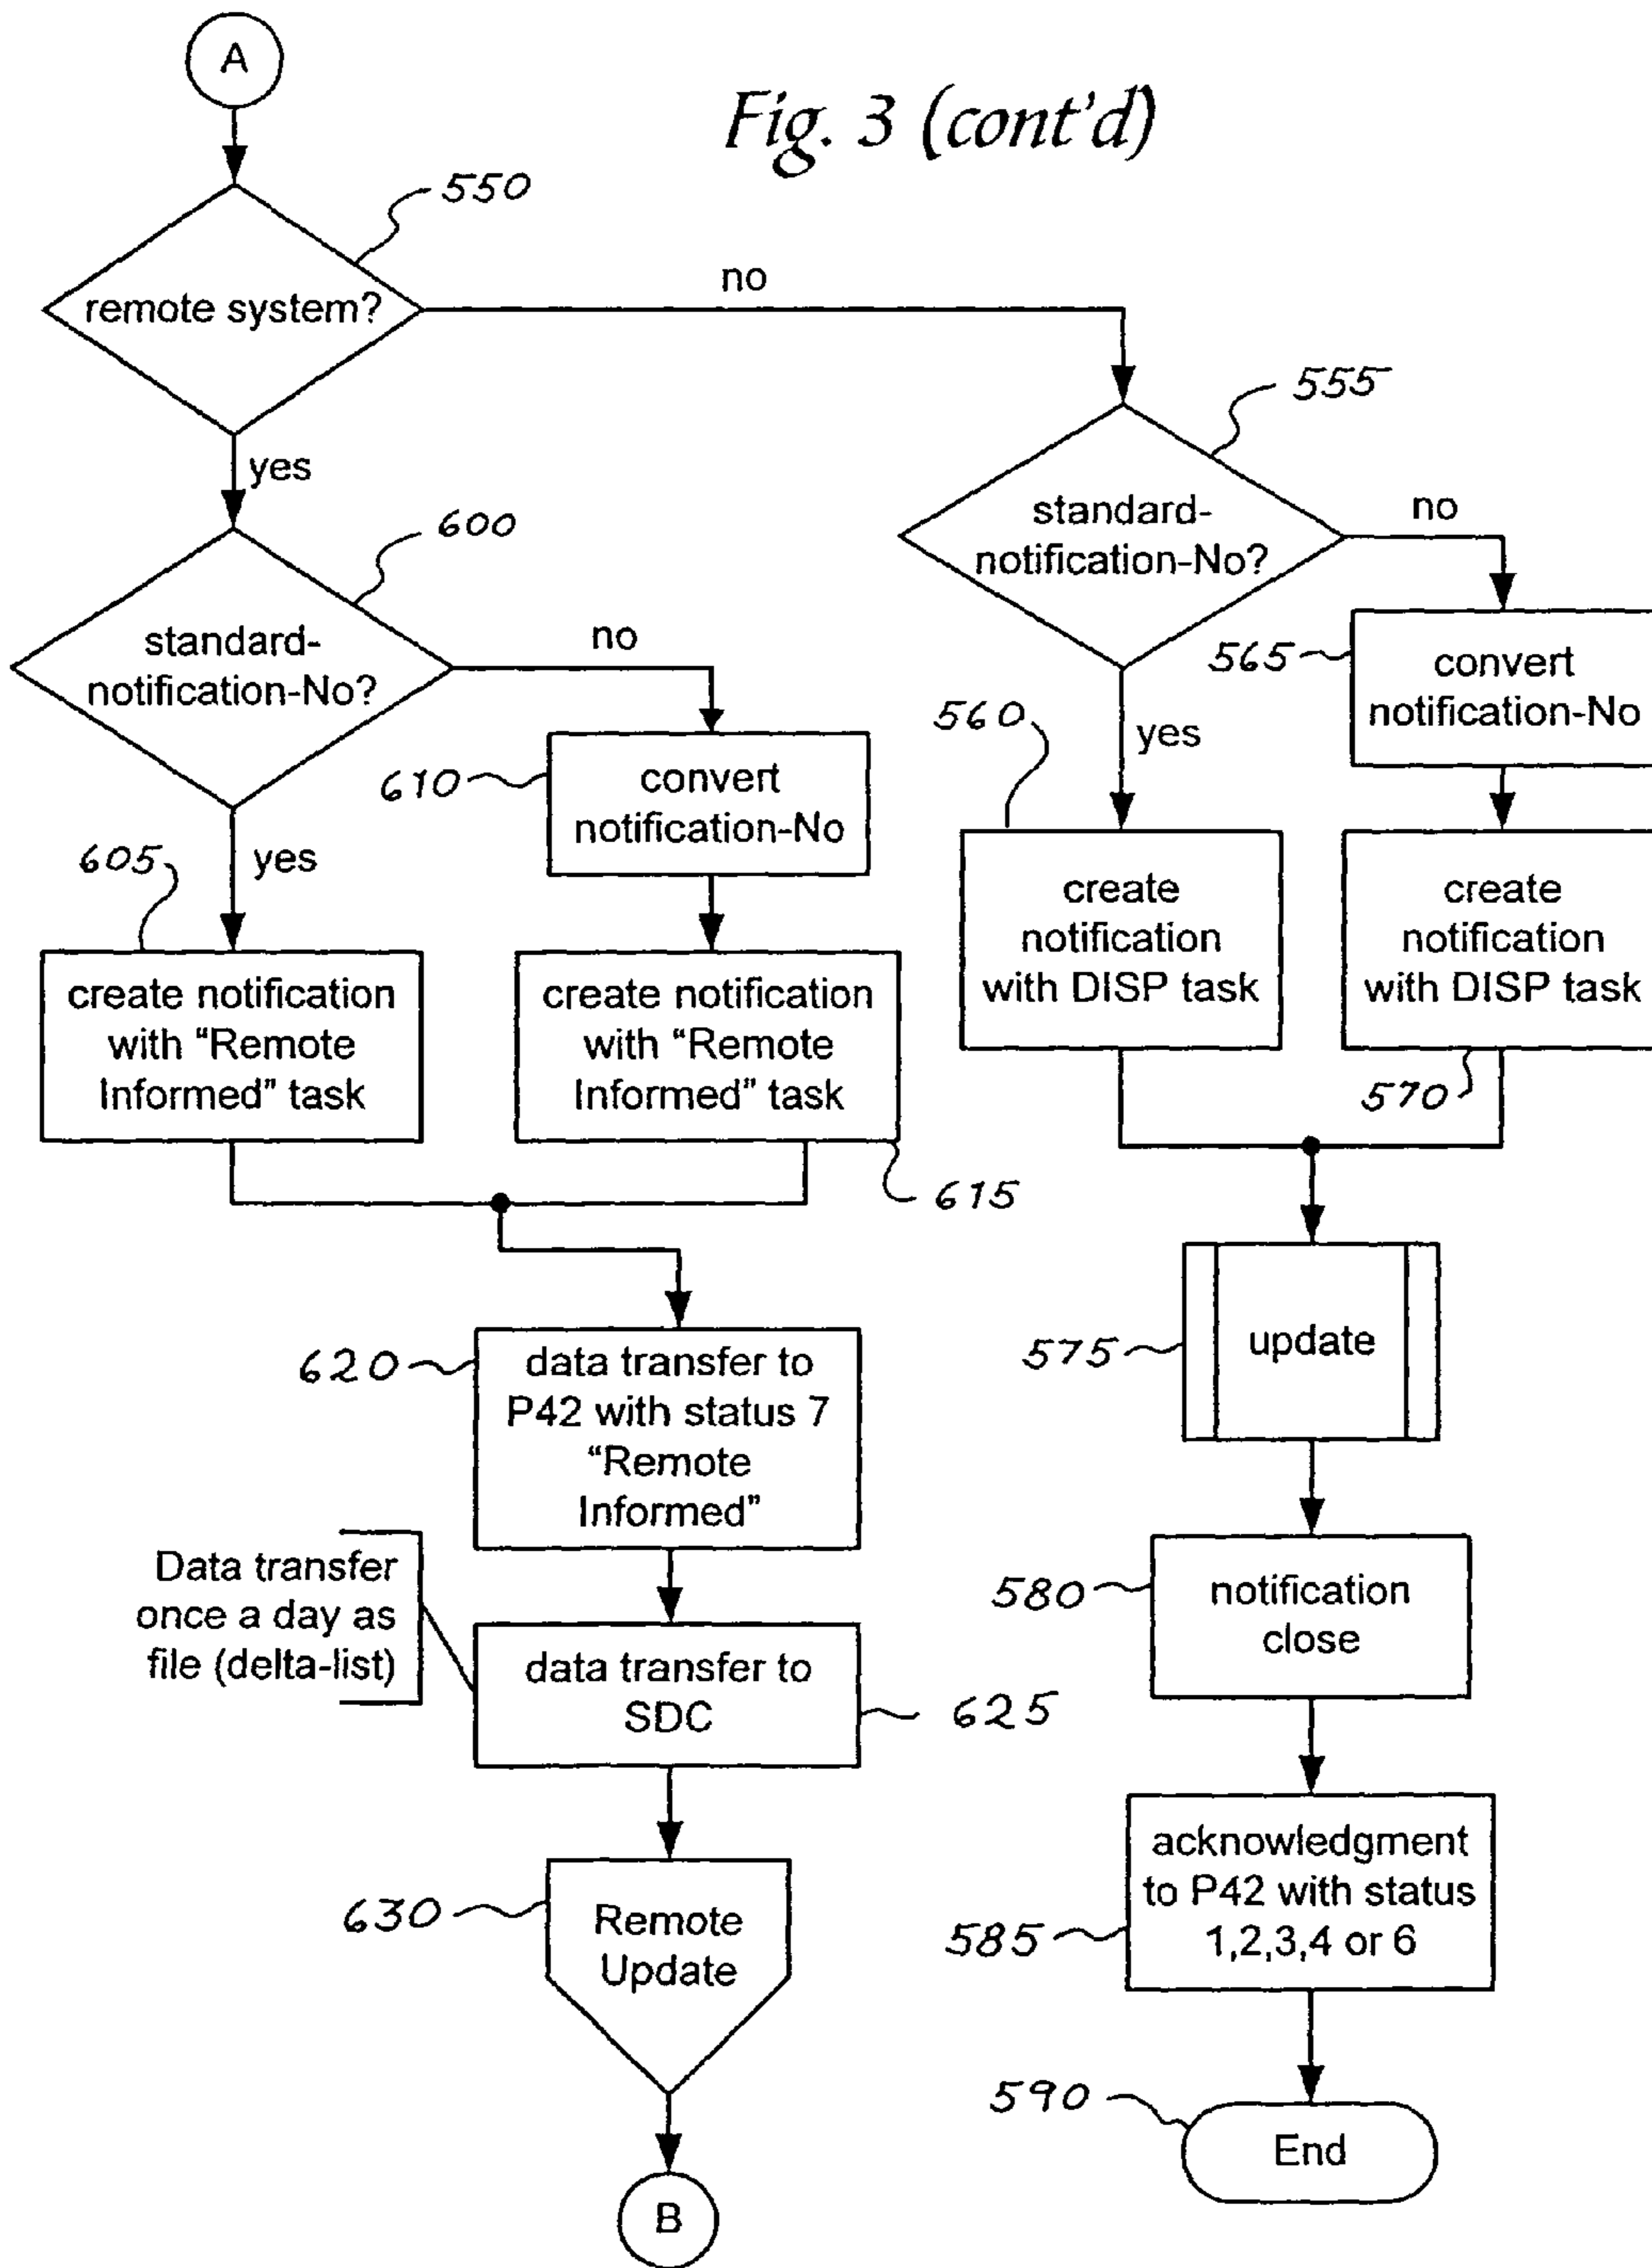 A
Fig. 3 (cont'd)
550
remote system?
no
yes
555
standard-
notification-No?
no
600
standard-
notification-No?
no
565
convert
notification-No
560
yes
610
convert
notification-No
605
yes
create
notification
with DISP task
create
notification
with DISP task
570
create notification
with “Remote
Informed” task
create notification
with “Remote
Informed” task
615
620
data transfer to
P42 with status 7
“Remote
Informed”
575
update
Data transfer
once a day as
file (delta-list)
data transfer to
SDC
625
580
notification
close
630
Remote
Update
585
acknowledgment
to P42 with status
1,2,3,4 or 6
590
End
B